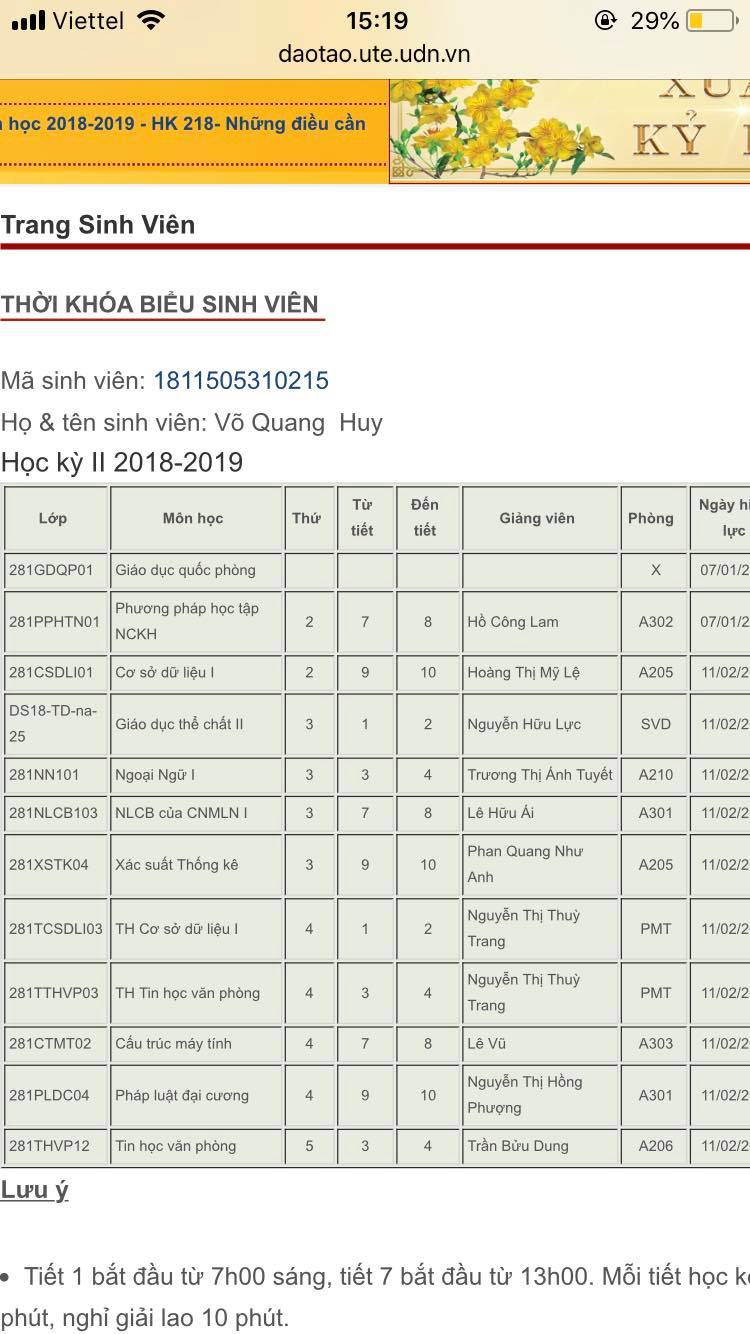 Viettel 15:19 29%
daotao.ute.udn.vn
học 2018-2019 - HK 218- Những điều cần
XUÂ
KỶ
Trang Sinh Viên
THỜI KHÓA BIỂU SINH VIÊN
Mã sinh viên: 1811505310215
Họ & tên sinh viên: Võ Quang Huy
Học kỳ II 2018-2019
Lớp Môn học Thứ Từ tiết Đến tiết Giảng viên Phòng Ngày hi lực
281GDQP01 Giáo dục quốc phòng X 07/01/2
281PPHTN01 Phương pháp học tập NCKH 2 7 8 Hồ Công Lam A302 07/01/2
281CSDLI01 Cơ sở dữ liệu I 2 9 10 Hoàng Thị Mỹ Lệ A205 11/02/2
DS18-TD-na-25 Giáo dục thể chất II 3 1 2 Nguyễn Hữu Lực SVD 11/02/2
281NN101 Ngoại Ngữ I 3 3 4 Trương Thị Ánh Tuyết A210 11/02/2
281NLCB103 NLCB của CNMLN I 3 7 8 Lê Hữu Ái A301 11/02/2
281XSTK04 Xác suất Thống kê 3 9 10 Phan Quang Như Anh A205 11/02/2
281TCSDLI03 TH Cơ sở dữ liệu I 4 1 2 Nguyễn Thị Thuỳ Trang PMT 11/02/2
281TTHVP03 TH Tin học văn phòng 4 3 4 Nguyễn Thị Thuỳ Trang PMT 11/02/2
281CTMT02 Cấu trúc máy tính 4 7 8 Lê Vũ A303 11/02/2
281PLDC04 Pháp luật đại cương 4 9 10 Nguyễn Thị Hồng Phượng A301 11/02/2
281THVP12 Tin học văn phòng 5 3 4 Trần Bửu Dung A206 11/02/2
Lưu ý
• Tiết 1 bắt đầu từ 7h00 sáng, tiết 7 bắt đầu từ 13h00. Mỗi tiết học
phút, nghỉ giải lao 10 phút.